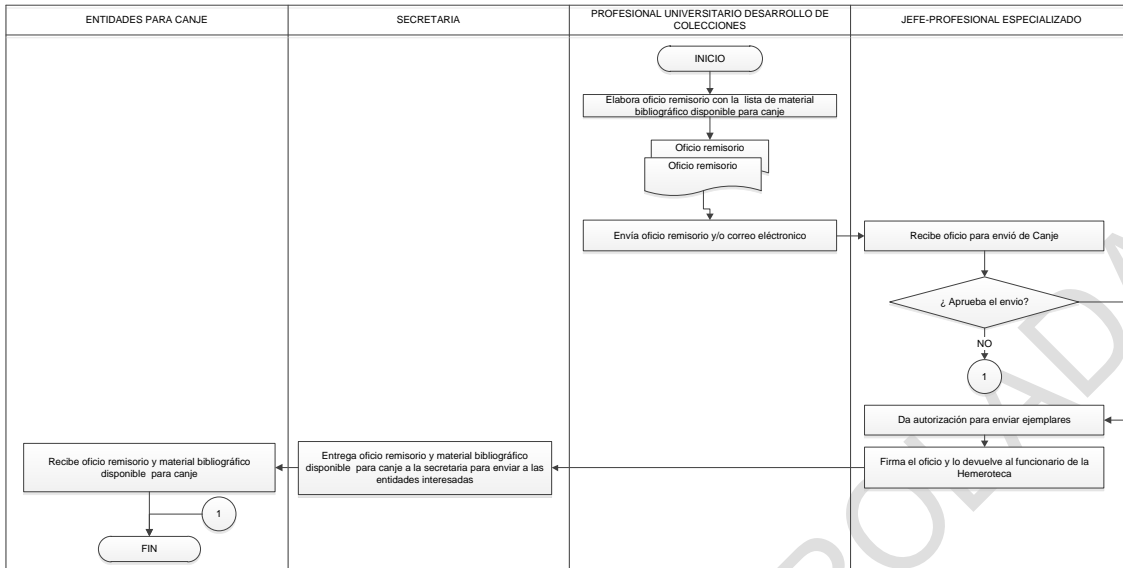 ENTIDADES PARA CANJE
SECRETARIA
PROFESIONAL UNIVERSITARIO DESARROLLO DE
COLECCIONES
JEFE-PROFESIONAL ESPECIALIZADO
INICIO
Elabora oficio remisorio con la lista de material
bibliográfico disponible para canje
Oficio remisorio
Oficio remisorio
Envía oficio remisorio y/o correo eléctronico
Recibe oficio para envió de Canje
¿ Aprueba el envio?
NO
1
Da autorización para enviar ejemplares
Firma el oficio y lo devuelve al funcionario de la
Hemeroteca
Entrega oficio remisorio y material bibliográfico
disponible para canje a la secretaria para enviar a las
entidades interesadas
Recibe oficio remisorio y material bibliográfico
disponible para canje
1
FIN